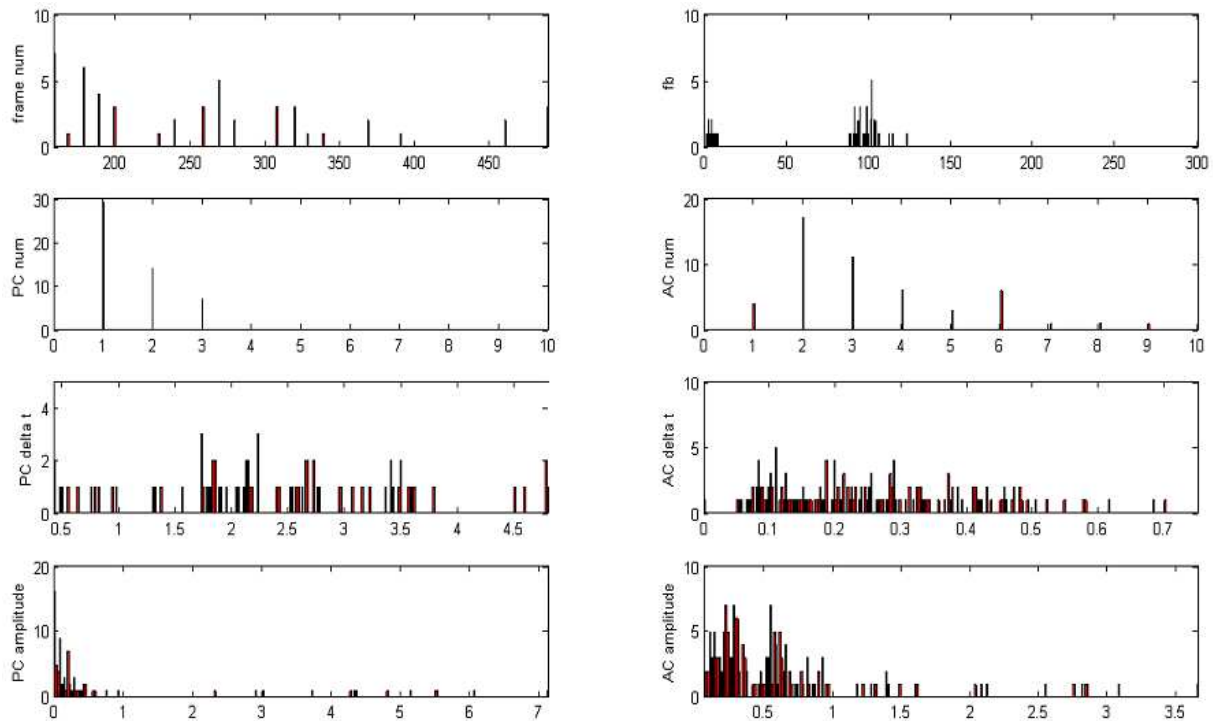 10
5
0
frame num
200 250 300 350 400 450
10
5
0
fb
0 50 100 150 200 250 300
30
20
10
0
PC num
0 1 2 3 4 5 6 7 8 9 10
20
10
0
AC num
0 1 2 3 4 5 6 7 8 9 10
4
2
0
PC delta t
0.5 1 1.5 2 2.5 3 3.5 4 4.5
10
5
0
AC delta t
0 0.1 0.2 0.3 0.4 0.5 0.6 0.7
20
10
0
PC amplitude
0 1 2 3 4 5 6 7
10
5
0
AC amplitude
0.5 1 1.5 2 2.5 3 3.5